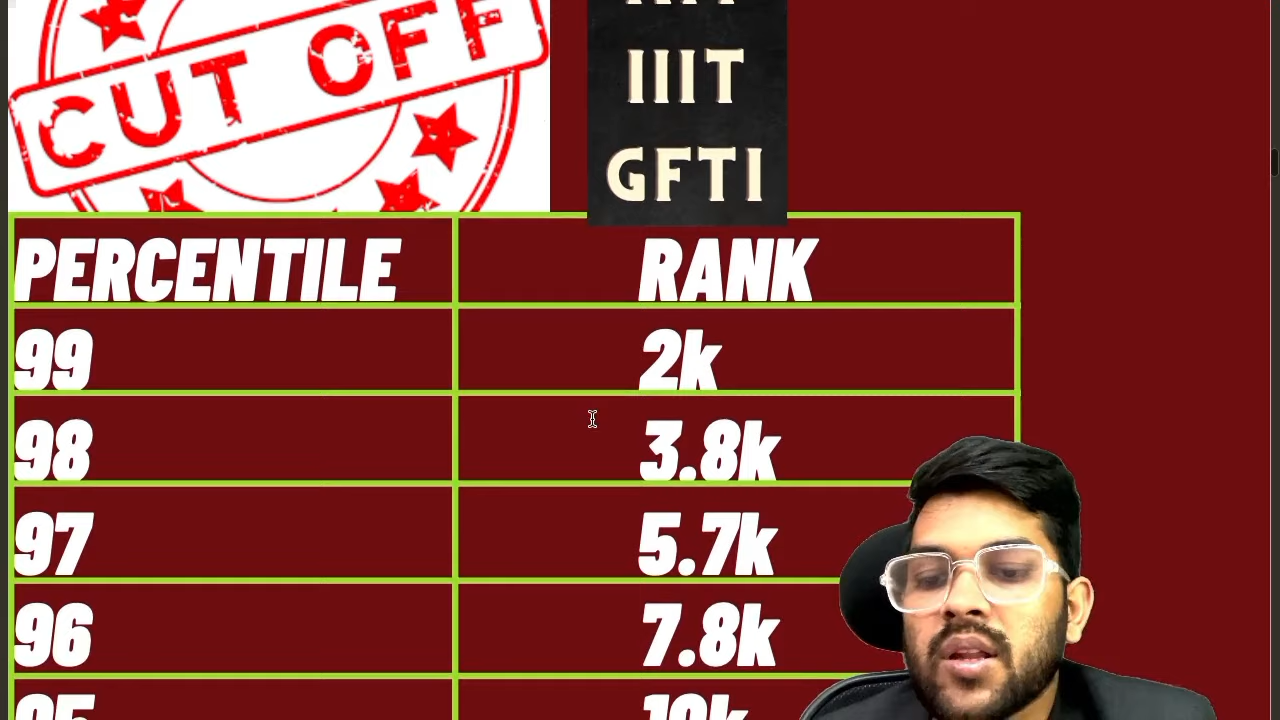 CUT OFF
IIIT
GFTI
PERCENTILE RANK
99 2k
98 3.8k
97 5.7k
96 7.8k